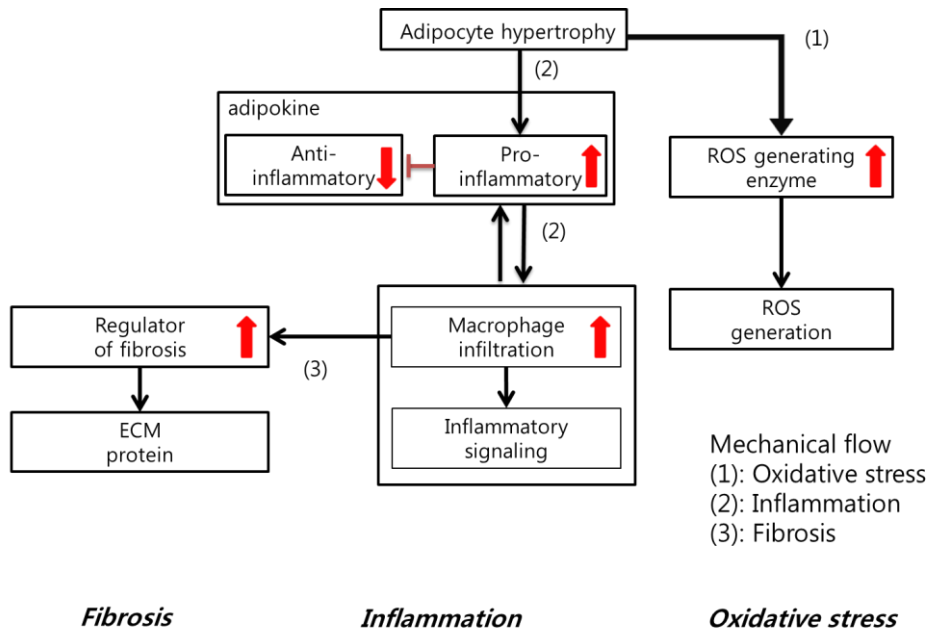 Adipocyte hypertrophy
(1)
(2)
adipokine
Anti-
inflammatory
Pro-
inflammatory
ROS generating
enzyme
(2)
Regulator
of fibrosis
(3)
Macrophage
infiltration
ROS
generation
ECM
protein
Inflammatory
signaling
Mechanical flow
(1): Oxidative stress
(2): Inflammation
(3): Fibrosis
Fibrosis
Inflammation
Oxidative stress